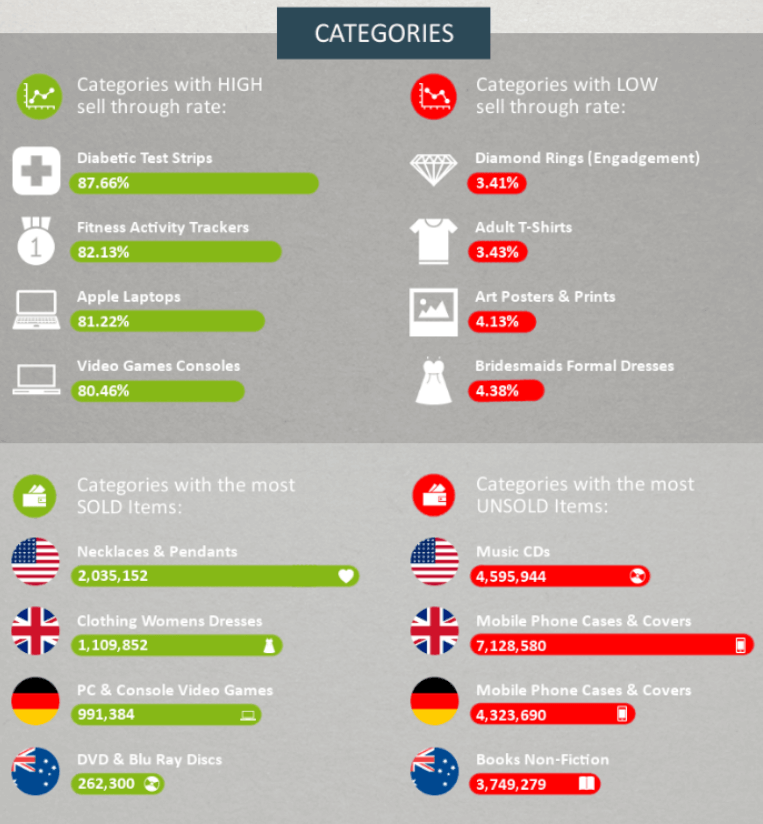 CATEGORIES
Categories with HIGH
sell through rate:
Diabetic Test Strips
87.66%
Fitness Activity Trackers
82.13%
1
Apple Laptops
81.22%
Video Games Consoles
80.46%
Categories with LOW
sell through rate:
Diamond Rings (Engadgement)
3.41%
Adult T-Shirts
3.43%
Art Posters & Prints
4.13%
Bridesmaids Formal Dresses
4.38%
Categories with the most
SOLD Items:
Necklaces & Pendants
2,035,152
Clothing Womens Dresses
1,109,852
PC & Console Video Games
991,384
DVD & Blu Ray Discs
262,300
Categories with the most
UNSOLD Items:
Music CDs
4,595,944
Mobile Phone Cases & Covers
7,128,580
Mobile Phone Cases & Covers
4,323,690
Books Non-Fiction
3,749,279